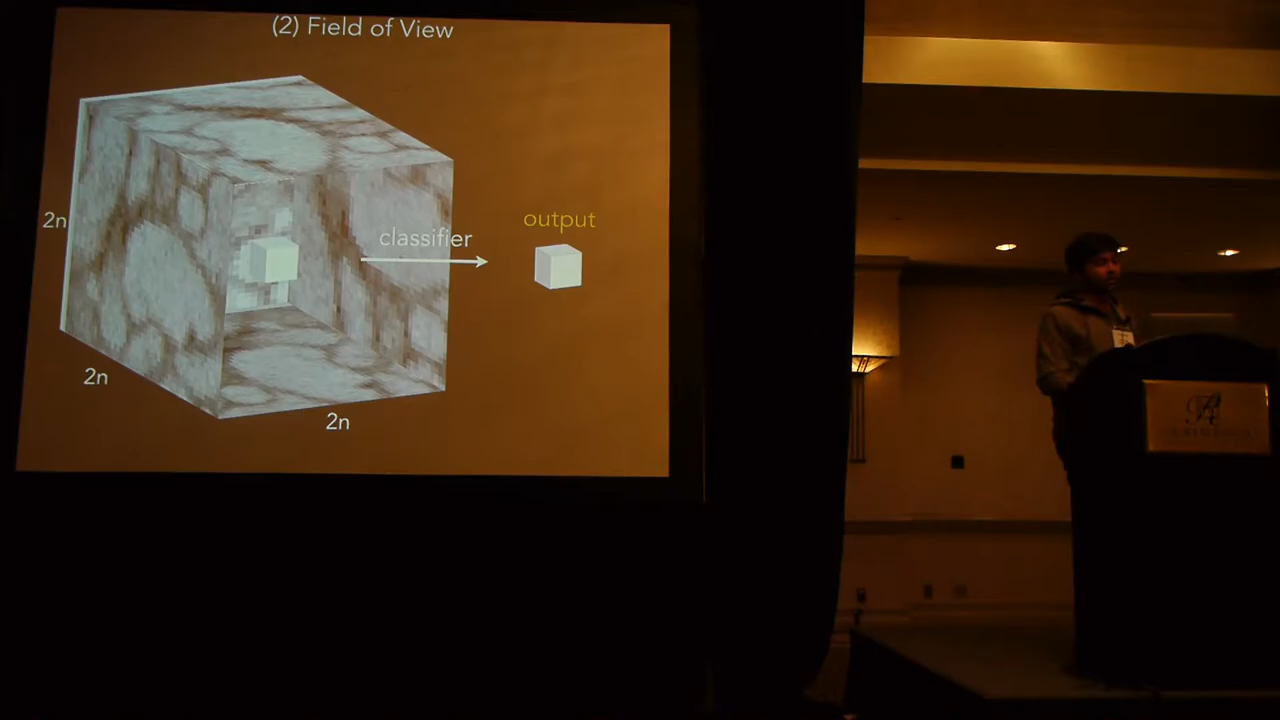 (2) Field of View
2n
classifier
output
2n
2n